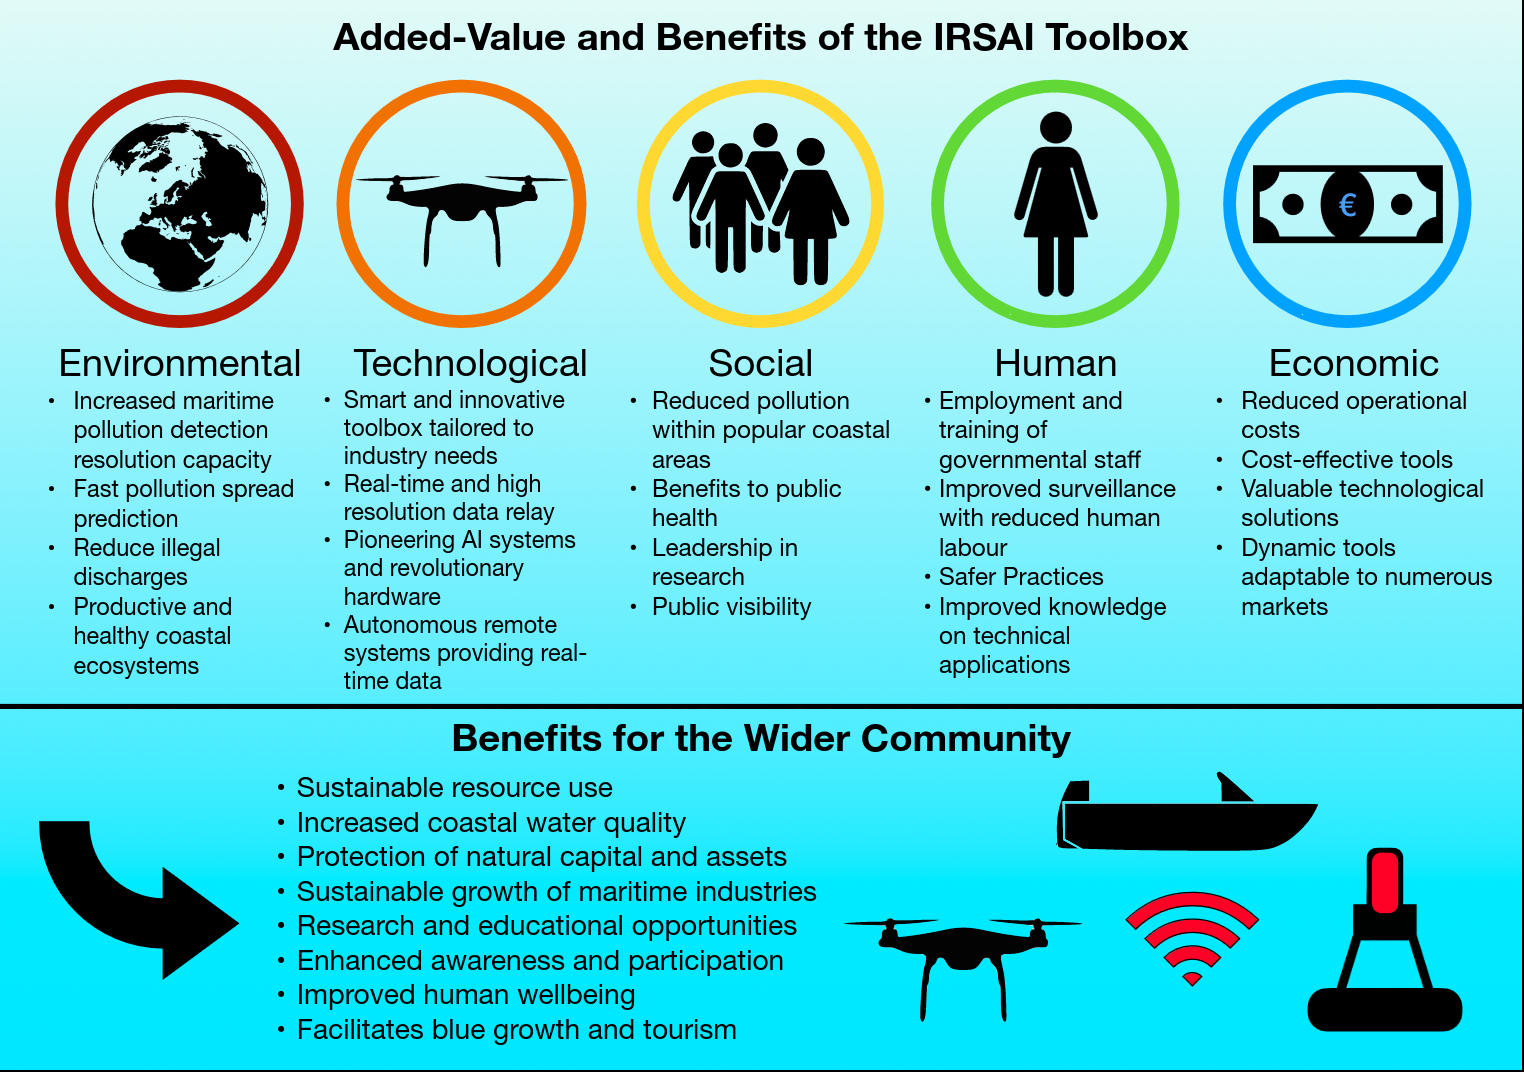 Added-Value and Benefits of the IRSAI Toolbox
€
Environmental
• Increased maritime
pollution detection
resolution capacity
• Fast pollution spread
prediction
• Reduce illegal
discharges
• Productive and
healthy coastal
ecosystems
Technological
• Smart and innovative
toolbox tailored to
industry needs
• Real-time and high
resolution data relay
• Pioneering AI systems
and revolutionary
hardware
• Autonomous remote
systems providing real-
time data
Social
• Reduced pollution
within popular coastal
areas
• Benefits to public
health
• Leadership in
research
• Public visibility
Human
• Employment and
training of
governmental staff
• Improved surveillance
with reduced human
labour
• Safer Practices
• Improved knowledge
on technical
applications
Economic
• Reduced operational
costs
• Cost-effective tools
• Valuable technological
solutions
• Dynamic tools
adaptable to numerous
markets
Benefits for the Wider Community
• Sustainable resource use
• Increased coastal water quality
• Protection of natural capital and assets
• Sustainable growth of maritime industries
• Research and educational opportunities
• Enhanced awareness and participation
• Improved human wellbeing
• Facilitates blue growth and tourism